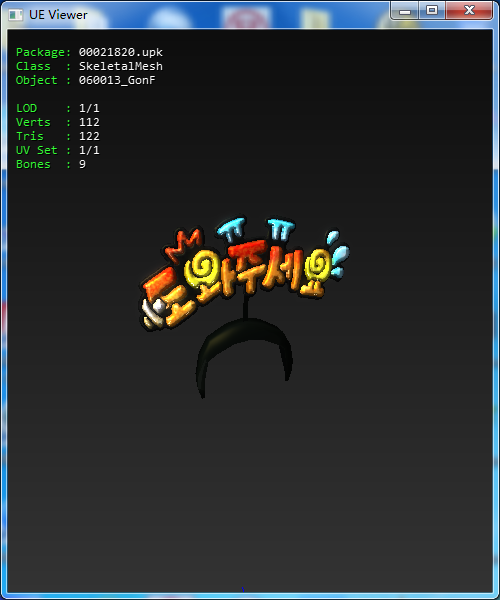 UE Viewer
Package: 00021820.upk
Class : SkeletalMesh
Object : 060013_GonF
LOD : 1/1
Verts : 112
Tris : 122
UV Set : 1/1
Bones : 9
ㅠ ㅠ
도와주세요